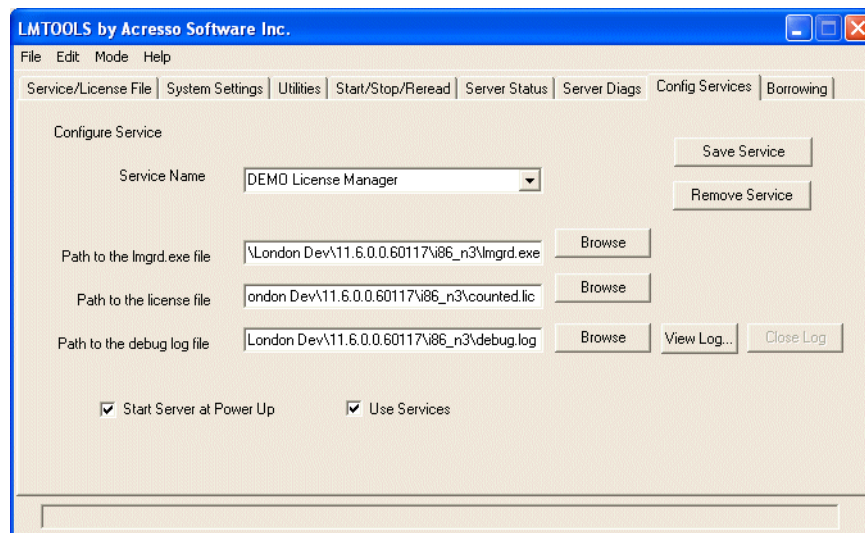 LMTOOLS by Acresso Software Inc.
File Edit Mode Help
Service/License File System Settings Utilities Start/Stop/Reread Server Status Server Diags Config Services Borrowing
Configure Service
Save Service
Service Name DEMO License Manager
Remove Service
Path to the lmgrd.exe file \London Dev\11.6.0.0.60117\i86_n3\lmgrd.exe Browse
Path to the license file ondon Dev\11.6.0.0.60117\i86_n3\counted.lic Browse
Path to the debug log file London Dev\11.6.0.0.60117\i86_n3\debug.log Browse View Log... Close Log
Start Server at Power Up Use Services